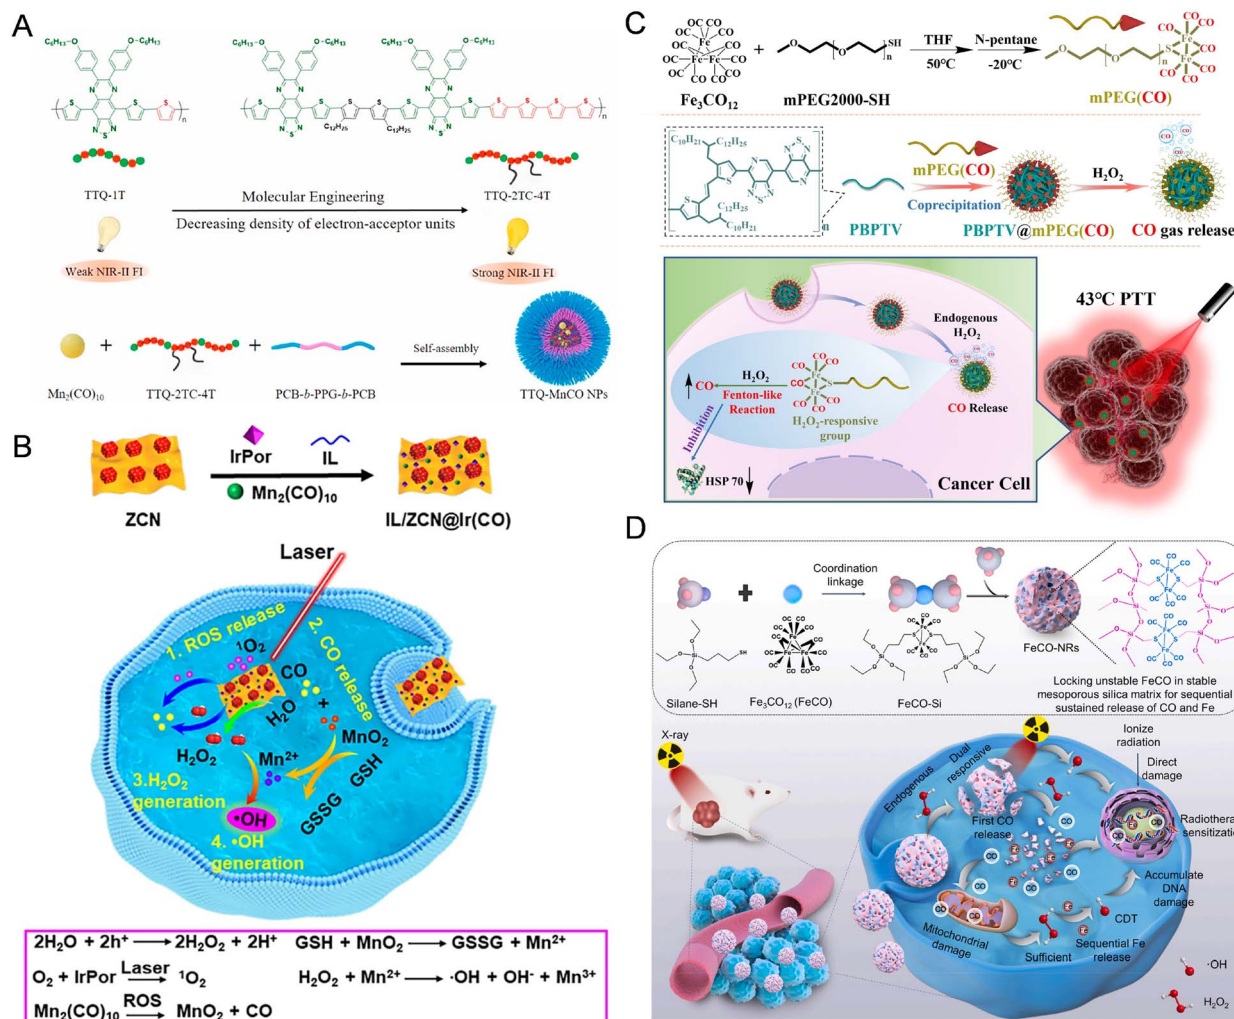 A
C₆H₁₃-O
O-C₆H₁₃
C₆H₁₃-O
O-C₆H₁₃
C₆H₁₃-O
O-C₆H₁₃
C₁₂H₂₅
C₁₂H₂₅
n
n
TTQ-1T
Molecular Engineering
TTQ-2TC-4T
Decreasing density of electron-acceptor units
Weak NIR-II FI
Strong NIR-II FI
+
+
Self-assembly
Mn₂(CO)₁₀
TTQ-2TC-4T
PCB-b-PPG-b-PCB
TTQ-MnCO NPs
B
IrPor
IL
Mn₂(CO)₁₀
ZCN
IL/ZCN@Ir(CO)
Laser
1. ROS release
2. CO release
¹O₂
CO
H₂O
+
MnO₂
H₂O₂
Mn²⁺
GSH
GSSG
3.H₂O₂
generation
•OH
4. •OH
generation
2H₂O + 2h⁺ → 2H₂O₂ + 2H⁺
GSH + MnO₂ → GSSG + Mn²⁺
O₂ + IrPor Laser → ¹O₂
H₂O₂ + Mn²⁺ → ·OH + OH⁻ + Mn³⁺
Mn₂(CO)₁₀ ROS → MnO₂ + CO
C
+
SH
THF
N-pentane
50℃
-20℃
Fe₃CO₁₂
mPEG2000-SH
mPEG(CO)
C₁₀H₂₁
C₁₂H₂₅
C₁₂H₂₅
C₁₀H₂₁
n
PBPTV
mPEG(CO)
Coprecipitation
PBPTV@mPEG(CO)
H₂O₂
CO gas release
Endogenous
H₂O₂
CO Release
CO
H₂O₂
Fenton-like
Reaction
H₂O₂-responsive
group
Inhibition
HSP 70
Cancer Cell
43℃ PTT
D
Coordination
linkage
Silane-SH
Fe₃CO₁₂ (FeCO)
FeCO-Si
FeCO-NRs
Locking unstable FeCO in stable
mesoporous silica matrix for sequential
sustained release of CO and Fe
X-ray
Endogenous
Dual
responsive
First CO
release
Ionize
radiation
Direct
damage
Radiothera
sensitizatio
Accumulate
DNA
damage
Mitochondrial
damage
Sufficient
CDT
Sequential Fe
release
·OH
H₂O₂